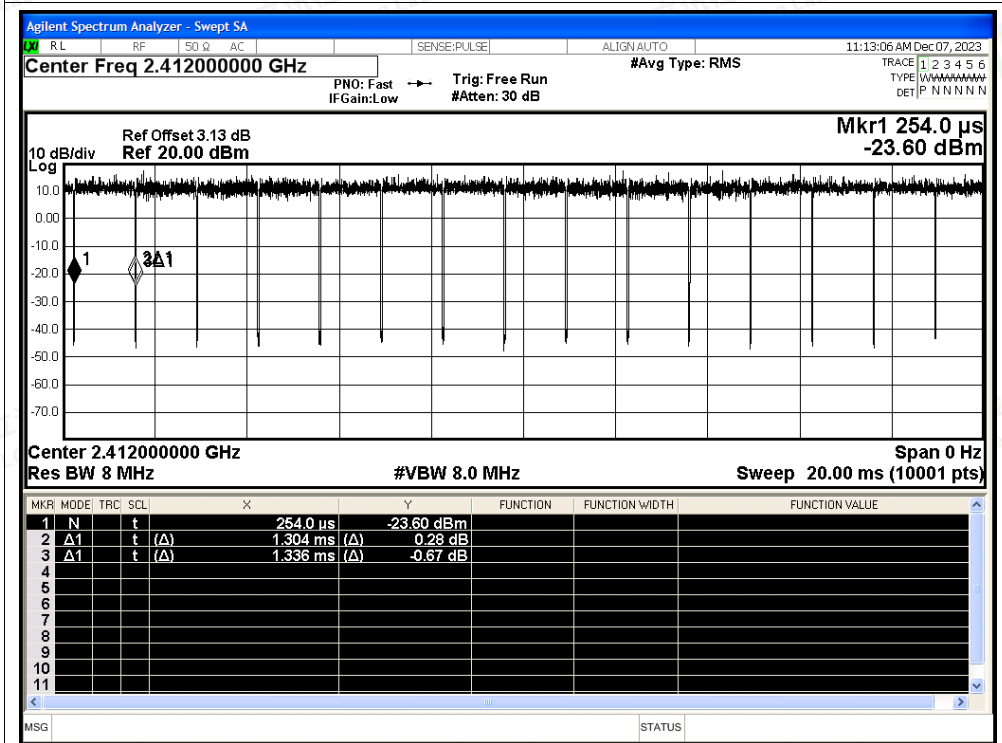 Agilent Spectrum Analyzer - Swept SA
LXI RL RF 50 Ω AC SENSE:PULSE ALIGN AUTO 11:13:06 AM Dec 07, 2023
Center Freq 2.412000000 GHz #Avg Type: RMS TRACE 1 2 3 4 5 6
PNO: Fast Trig: Free Run TYPE W
IFGain:Low #Atten: 30 dB DET P N N N N N
Mkr1 254.0 µs
-23.60 dBm
Ref Offset 3.13 dB
10 dB/div Ref 20.00 dBm
Log
10.0
0.00
-10.0
1 3Δ1
-20.0
-30.0
-40.0
-50.0
-60.0
-70.0
Center 2.412000000 GHz Span 0 Hz
Res BW 8 MHz #VBW 8.0 MHz Sweep 20.00 ms (10001 pts)
MKR MODE TRC SCL X Y FUNCTION FUNCTION WIDTH FUNCTION VALUE
1 N t 254.0 µs -23.60 dBm
2 Δ1 t (Δ) 1.304 ms (Δ) 0.28 dB
3 Δ1 t (Δ) 1.336 ms (Δ) -0.67 dB
4
5
6
7
8
9
10
11
MSG STATUS